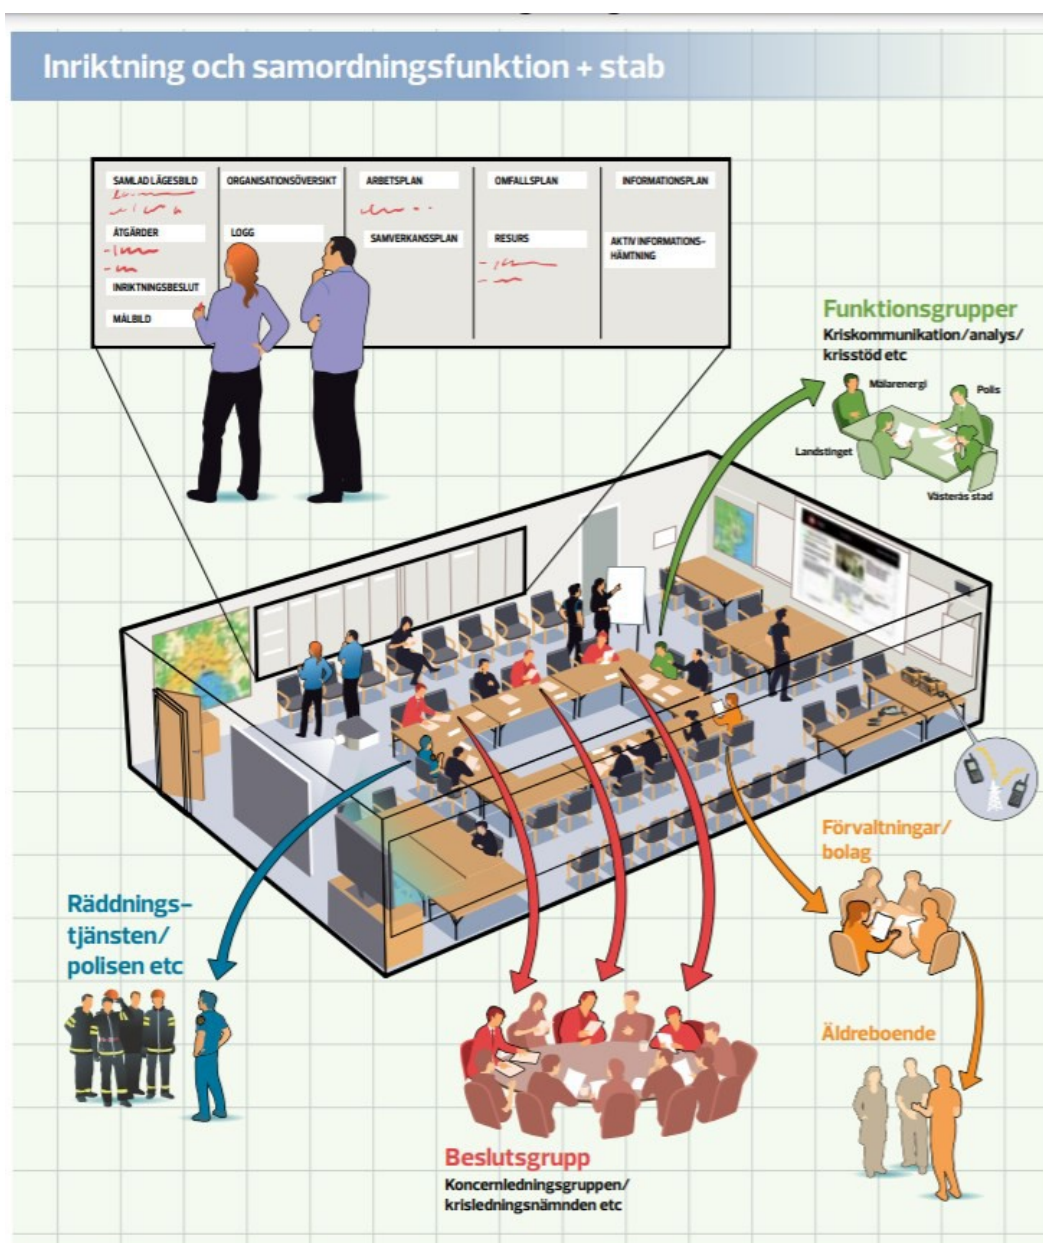 Inriktning och samordningsfunktion + stab
SAMLAD LÄGESBILD
ÅTGÄRDER
INRIKTNINGSBESLUT
MÅLBILD
ORGANISATIONSÖVERSIKT
LOGG
ARBETSPLAN
SAMVERKANSSPLAN
OMFALLSPLAN
RESURS
INFORMATIONSPLAN
AKTIV INFORMATIONS-
HÄMTNING
Funktionsgrupper
Kriskommunikation/analys/
krisstöd etc
Mälarenergi
Polis
Landstinget
Västerås stad
Förvaltningar/
bolag
Räddnings-
tjänsten/
polisen etc
Äldreboende
Beslutsgrupp
Koncernledningsgruppen/
krisledningsnämnden etc